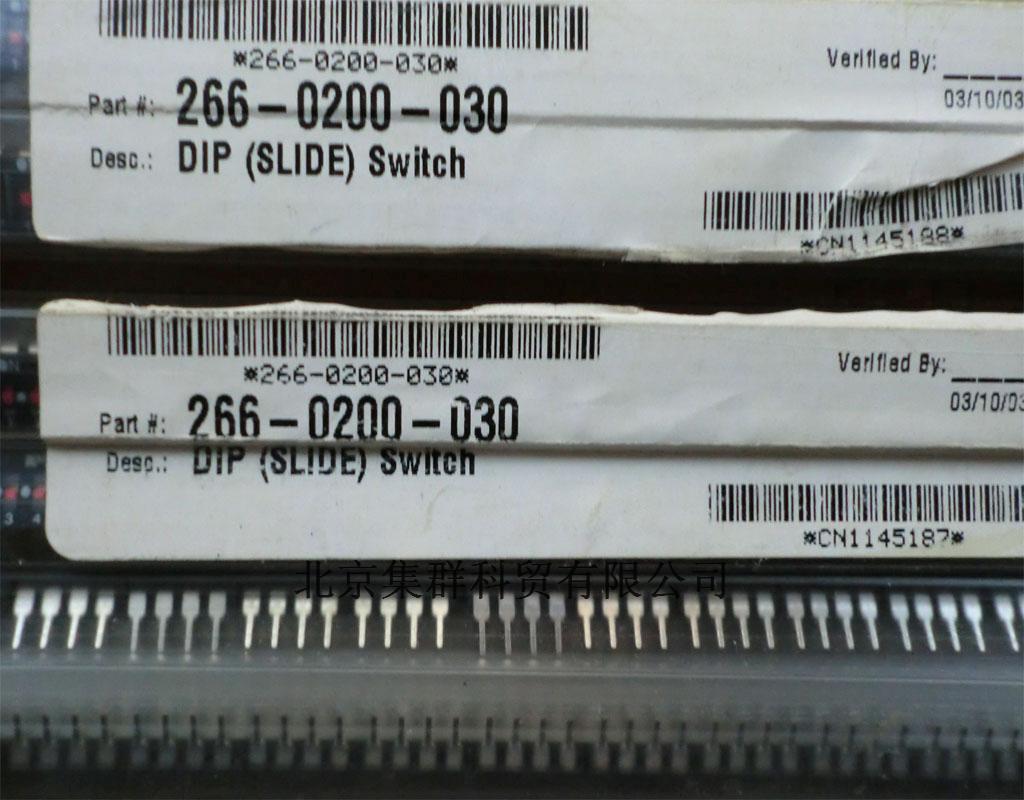 *266-0200-030*
Verified By:
Part #: 266-0200-030
03/10/03
Desc.: DIP (SLIDE) Switch
*CN1145188*
*266-0200-030*
Verified By:
Part #: 266-0200-030
03/10/03
Desc.: DIP (SLIDE) Switch
3 4
*CN1145187*
北京集群科贸有限公司